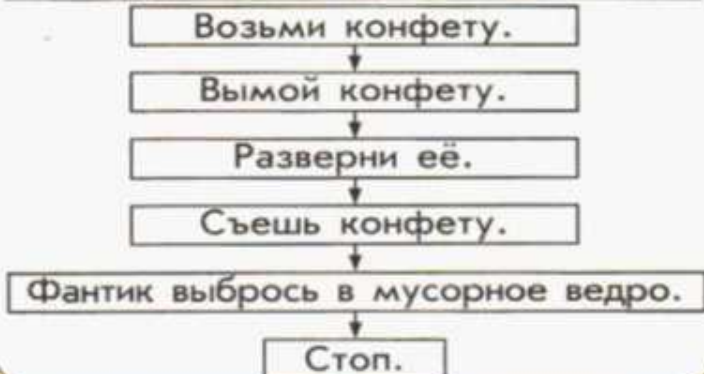 Возьми конфету.
Вымой конфету.
Разверни её.
Съешь конфету.
Фантик выбрось в мусорное ведро.
Стоп.